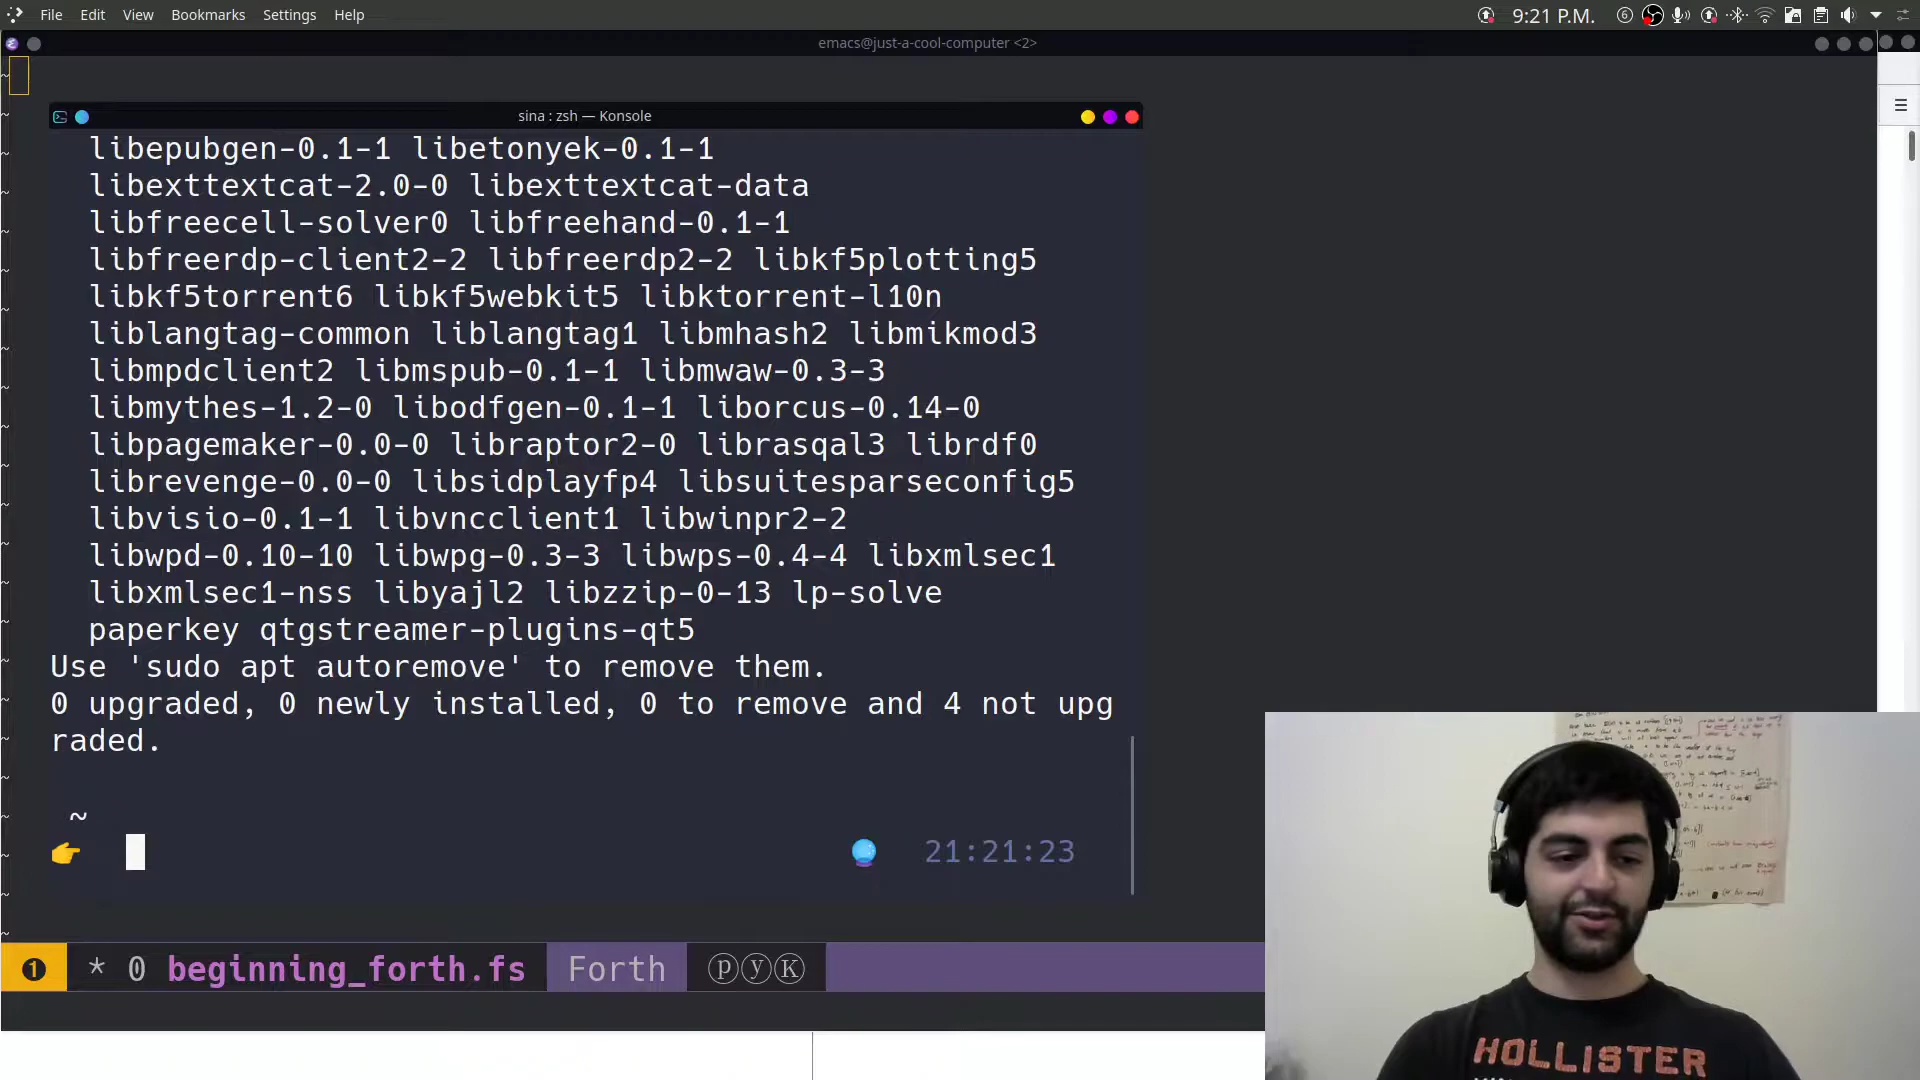 File Edit View Bookmarks Settings Help
9:21 P.M.
6
emacs@just-a-cool-computer <2>
sina : zsh — Konsole
libepubgen-0.1-1 libetonyek-0.1-1
libexttextcat-2.0-0 libexttextcat-data
libfreecell-solver0 libfreehand-0.1-1
libfreerdp-client2-2 libfreerdp2-2 libkf5plotting5
libkf5torrent6 libkf5webkit5 libktorrent-l10n
liblangtag-common liblangtag1 libmhash2 libmikmod3
libmpdclient2 libmspub-0.1-1 libmwaw-0.3-3
libmythes-1.2-0 libodfgen-0.1-1 liborcus-0.14-0
libpagemaker-0.0-0 libraptor2-0 librasqal3 librdf0
librevenge-0.0-0 libsidplayfp4 libsuitesparseconfig5
libvisio-0.1-1 libvncclient1 libwinpr2-2
libwpd-0.10-10 libwpg-0.3-3 libwps-0.4-4 libxmlsec1
libxmlsec1-nss libyajl2 libzzip-0-13 lp-solve
paperkey qtgstreamer-plugins-qt5
Use 'sudo apt autoremove' to remove them.
0 upgraded, 0 newly installed, 0 to remove and 4 not upg
raded.
~
👉 21:21:23
❶ * 0 beginning_forth.fs Forth ⓟⓨⓀ
HOLLISTER